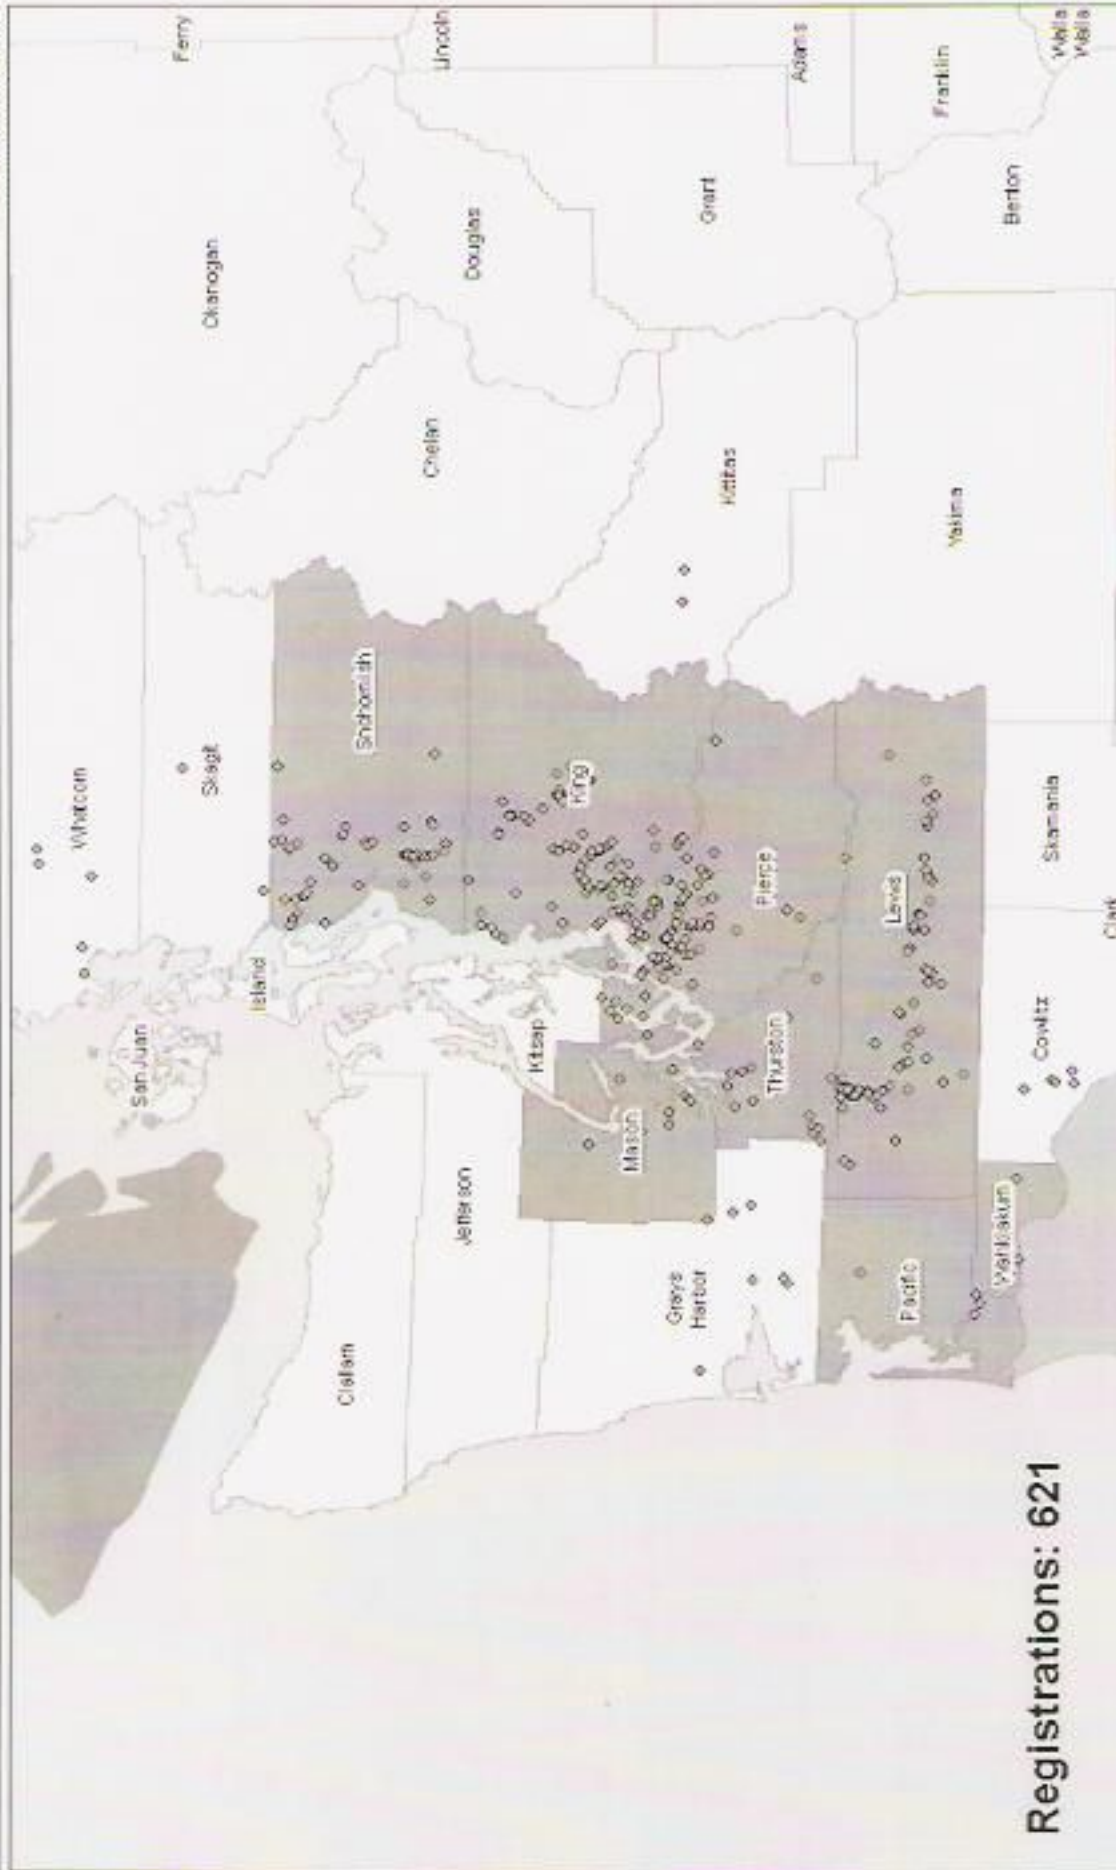 Ferry
Lincoln
Adams
Franklin
Walla
Walla
Okanogan
Douglas
Grant
Benton
Chelan
Kittitas
Yakima
Whatcom
Skagit
Snohomish
King
Pierce
Lewis
Skamania
Clark
San Juan
Island
Kitsap
Thurston
Cowlitz
Mason
Jefferson
Clallam
Grays
Harbor
Pacific
Wahkiakum
Registrations: 621